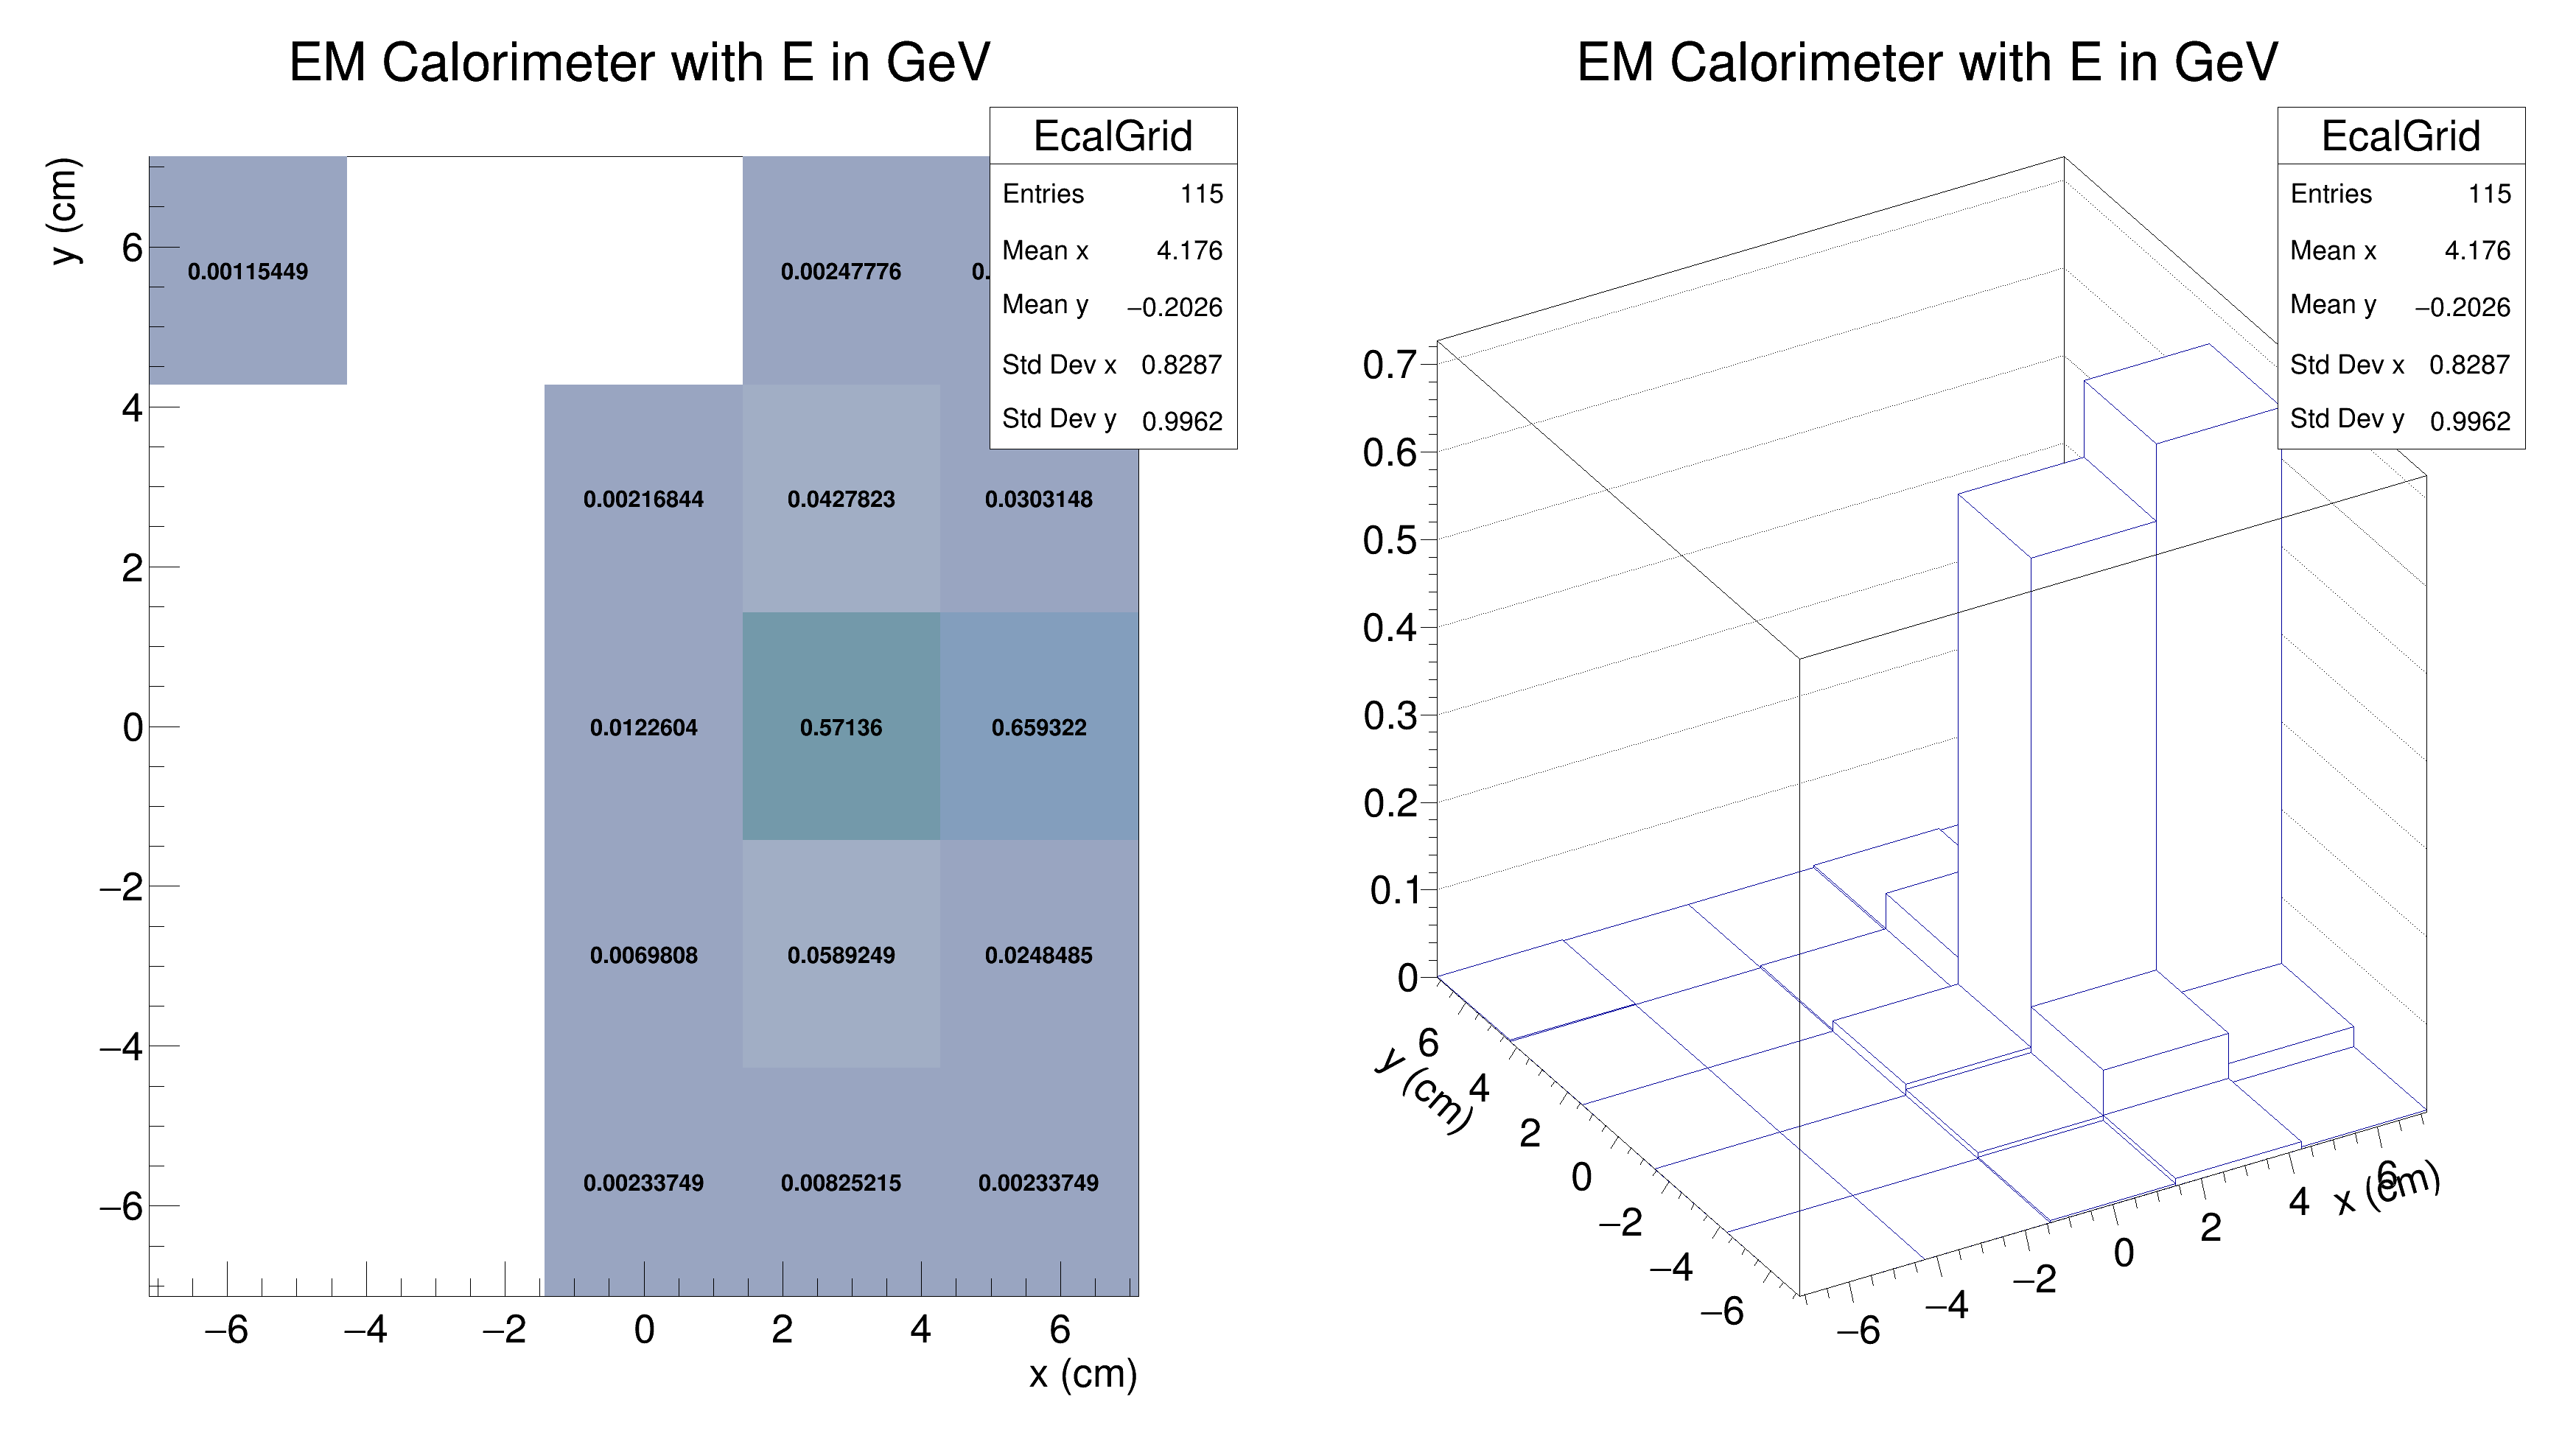 EM Calorimeter with E in GeV
EcalGrid
Entries 115
Mean x 4.176
Mean y −0.2026
Std Dev x 0.8287
Std Dev y 0.9962
y (cm)
6
4
2
0
−2
−4
−6
0.00115449 0.00247776 0.
0.00216844 0.0427823 0.0303148
0.0122604 0.57136 0.659322
0.0069808 0.0589249 0.0248485
0.00233749 0.00825215 0.00233749
−6 −4 −2 0 2 4 6
x (cm)
EM Calorimeter with E in GeV
EcalGrid
Entries 115
Mean x 4.176
Mean y −0.2026
Std Dev x 0.8287
Std Dev y 0.9962
0.7
0.6
0.5
0.4
0.3
0.2
0.1
0
y (cm)
6
4
2
0
−2
−4
−6
−6 −4 −2 0 2 4 6
x (cm)